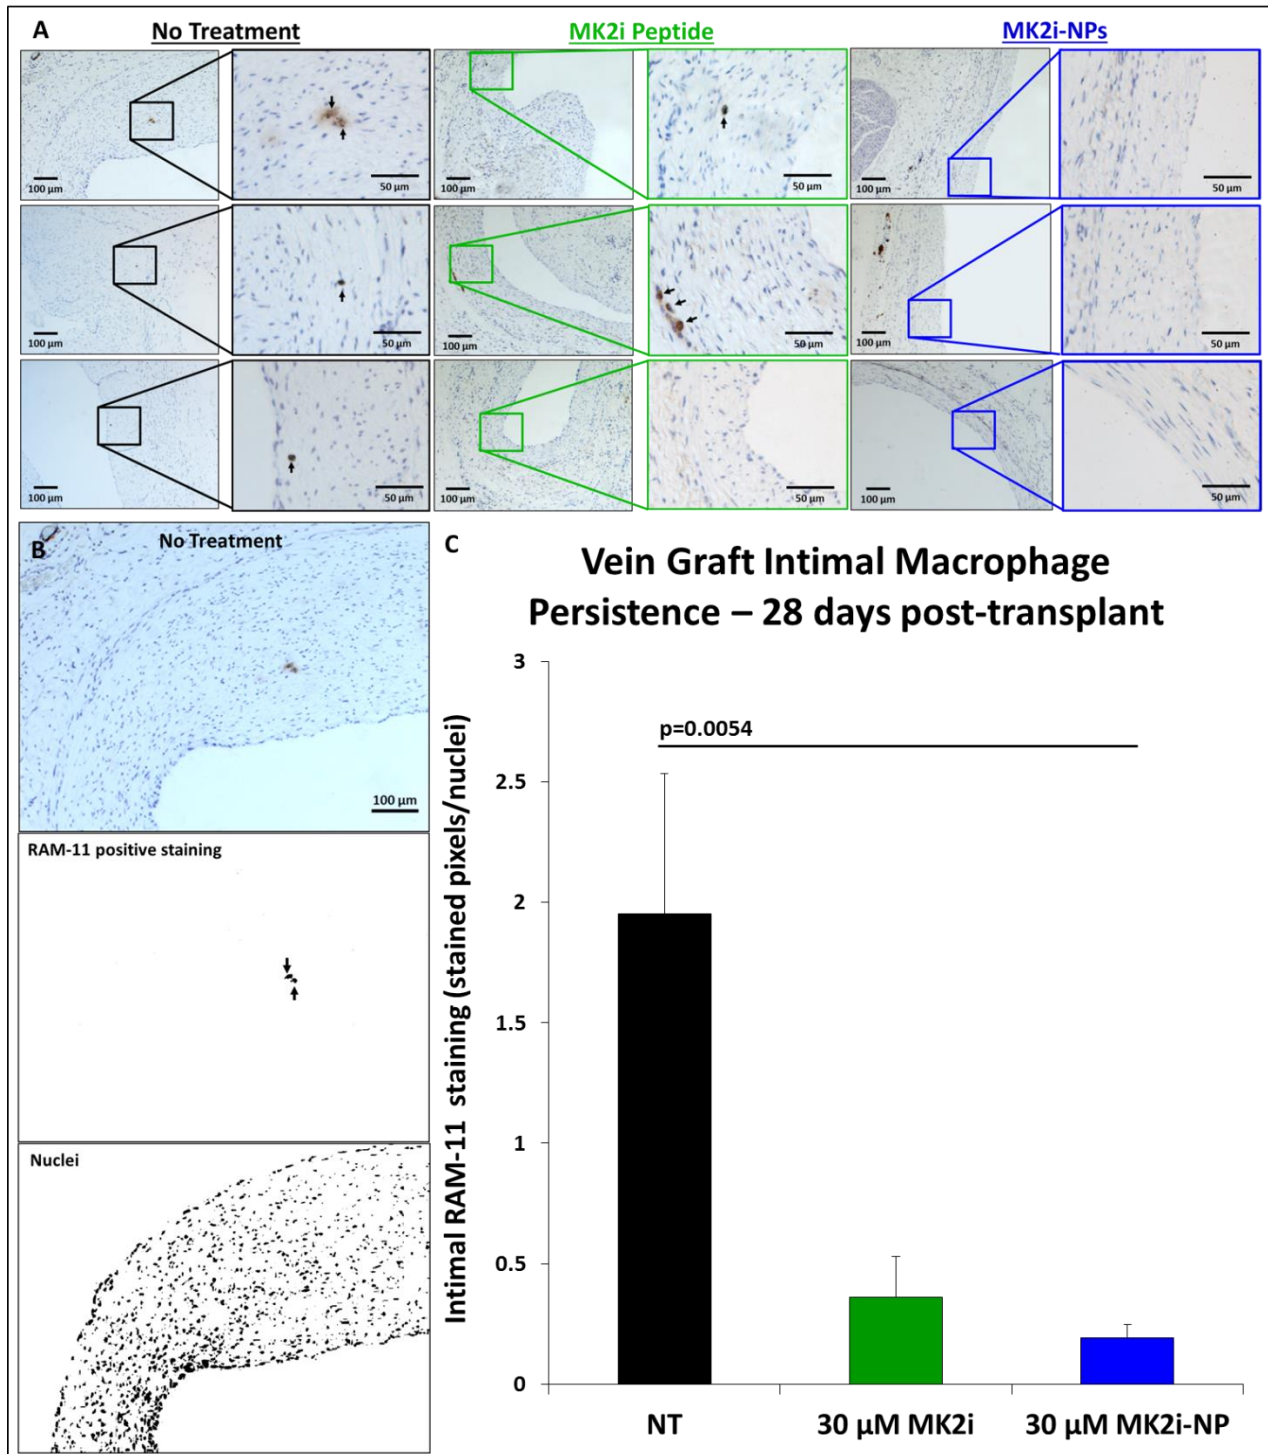 A
No Treatment
MK2i Peptide
MK2i-NPs
100 µm
50 µm
100 µm
50 µm
100 µm
50 µm
100 µm
50 µm
100 µm
50 µm
100 µm
50 µm
100 µm
50 µm
100 µm
50 µm
100 µm
50 µm
B
No Treatment
100 µm
RAM-11 positive staining
Nuclei
C
Vein Graft Intimal Macrophage
Persistence – 28 days post-transplant
Intimal RAM-11 staining (stained pixels/nuclei)
3
2.5
2
1.5
1
0.5
0
p=0.0054
NT
30 µM MK2i
30 µM MK2i-NP